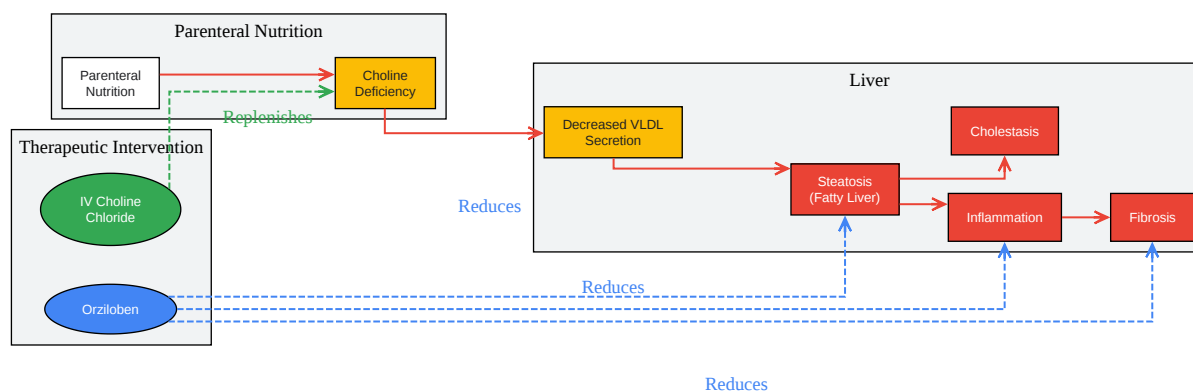 Parenteral Nutrition
Parenteral
Nutrition
Choline
Deficiency
Replenishes
Therapeutic Intervention
IV Choline
Chloride
Orziloben
Liver
Decreased VLDL
Secretion
Cholestasis
Steatosis
(Fatty Liver)
Inflammation
Fibrosis
Reduces
Reduces
Reduces